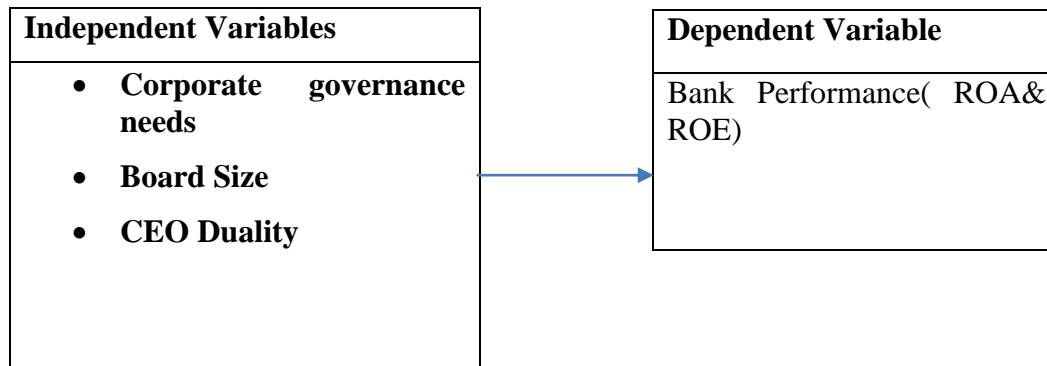 Independent Variables
• Corporate governance
needs
• Board Size
• CEO Duality
Dependent Variable
Bank Performance( ROA&
ROE)